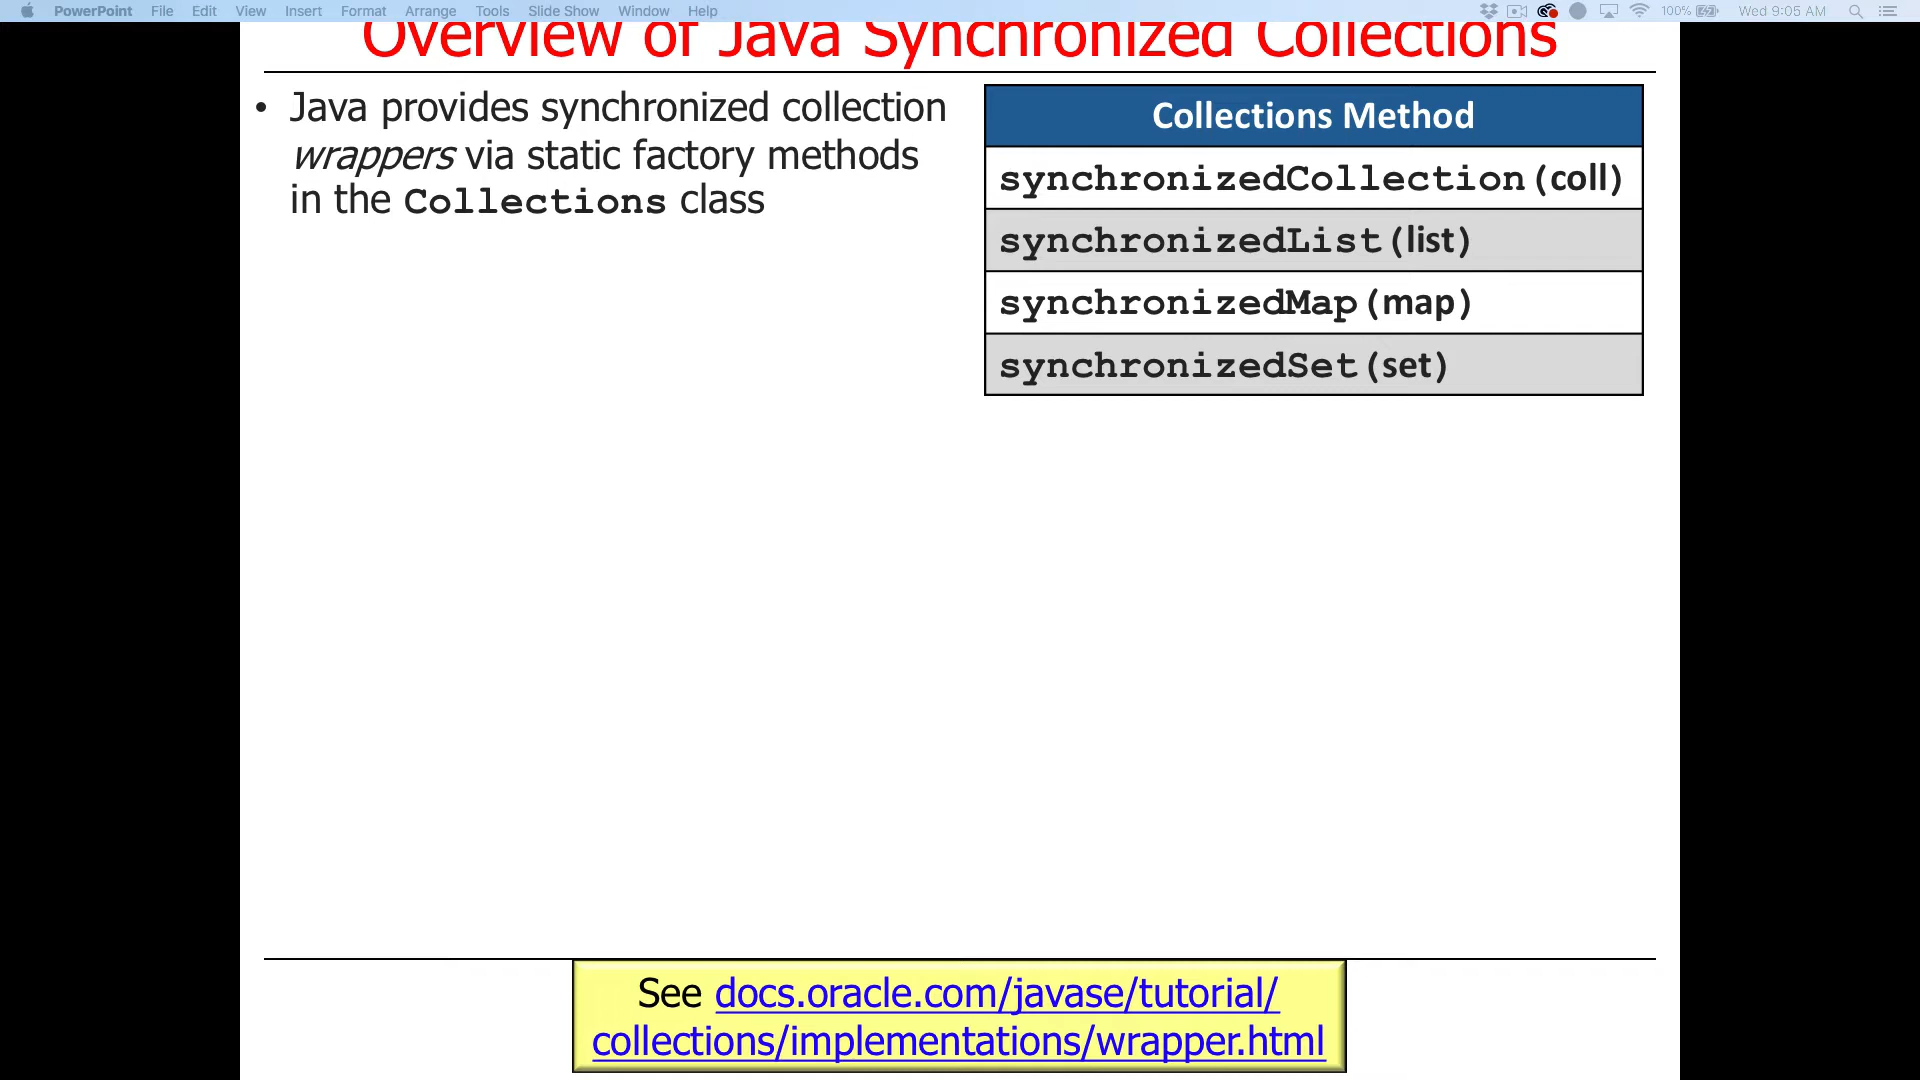 PowerPoint File Edit View Insert Format Arrange Tools Slide Show Window Help 100% Wed 9:05 AM
Overview of Java Synchronized Collections
• Java provides synchronized collection
wrappers via static factory methods
in the Collections class
Collections Method
synchronizedCollection(coll)
synchronizedList(list)
synchronizedMap(map)
synchronizedSet(set)
See docs.oracle.com/javase/tutorial/
collections/implementations/wrapper.html